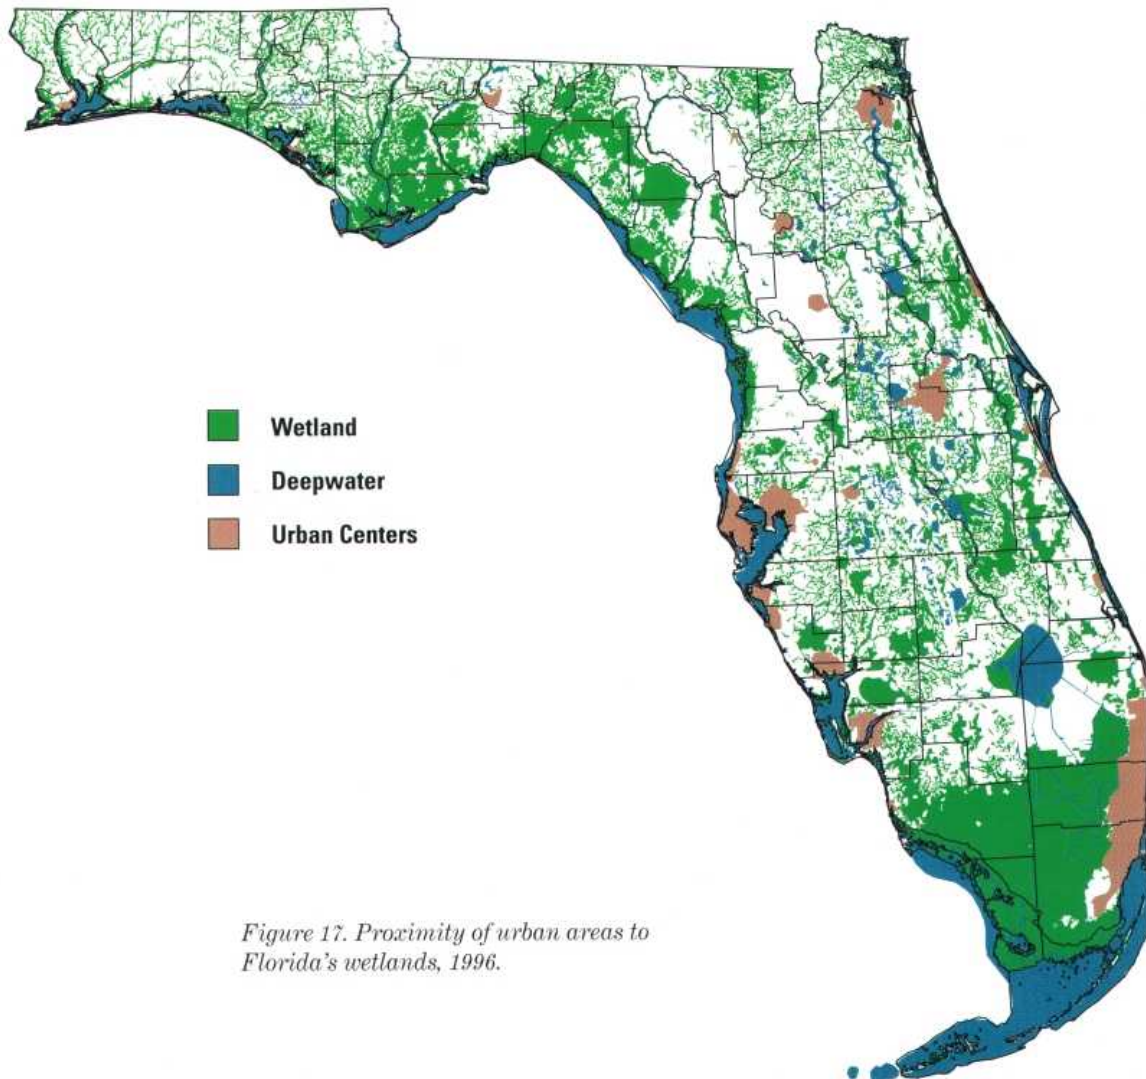 Wetland
Deepwater
Urban Centers
Figure 17. Proximity of urban areas to
Florida's wetlands, 1996.